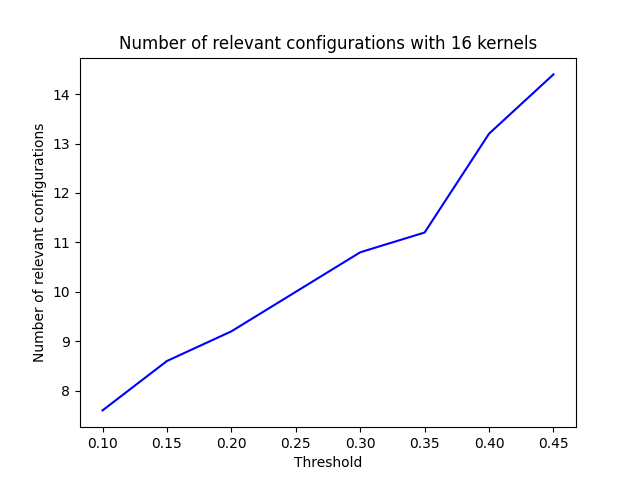 Number of relevant configurations with 16 kernels
Number of relevant configurations
14
13
12
11
10
9
8
0.10 0.15 0.20 0.25 0.30 0.35 0.40 0.45
Threshold